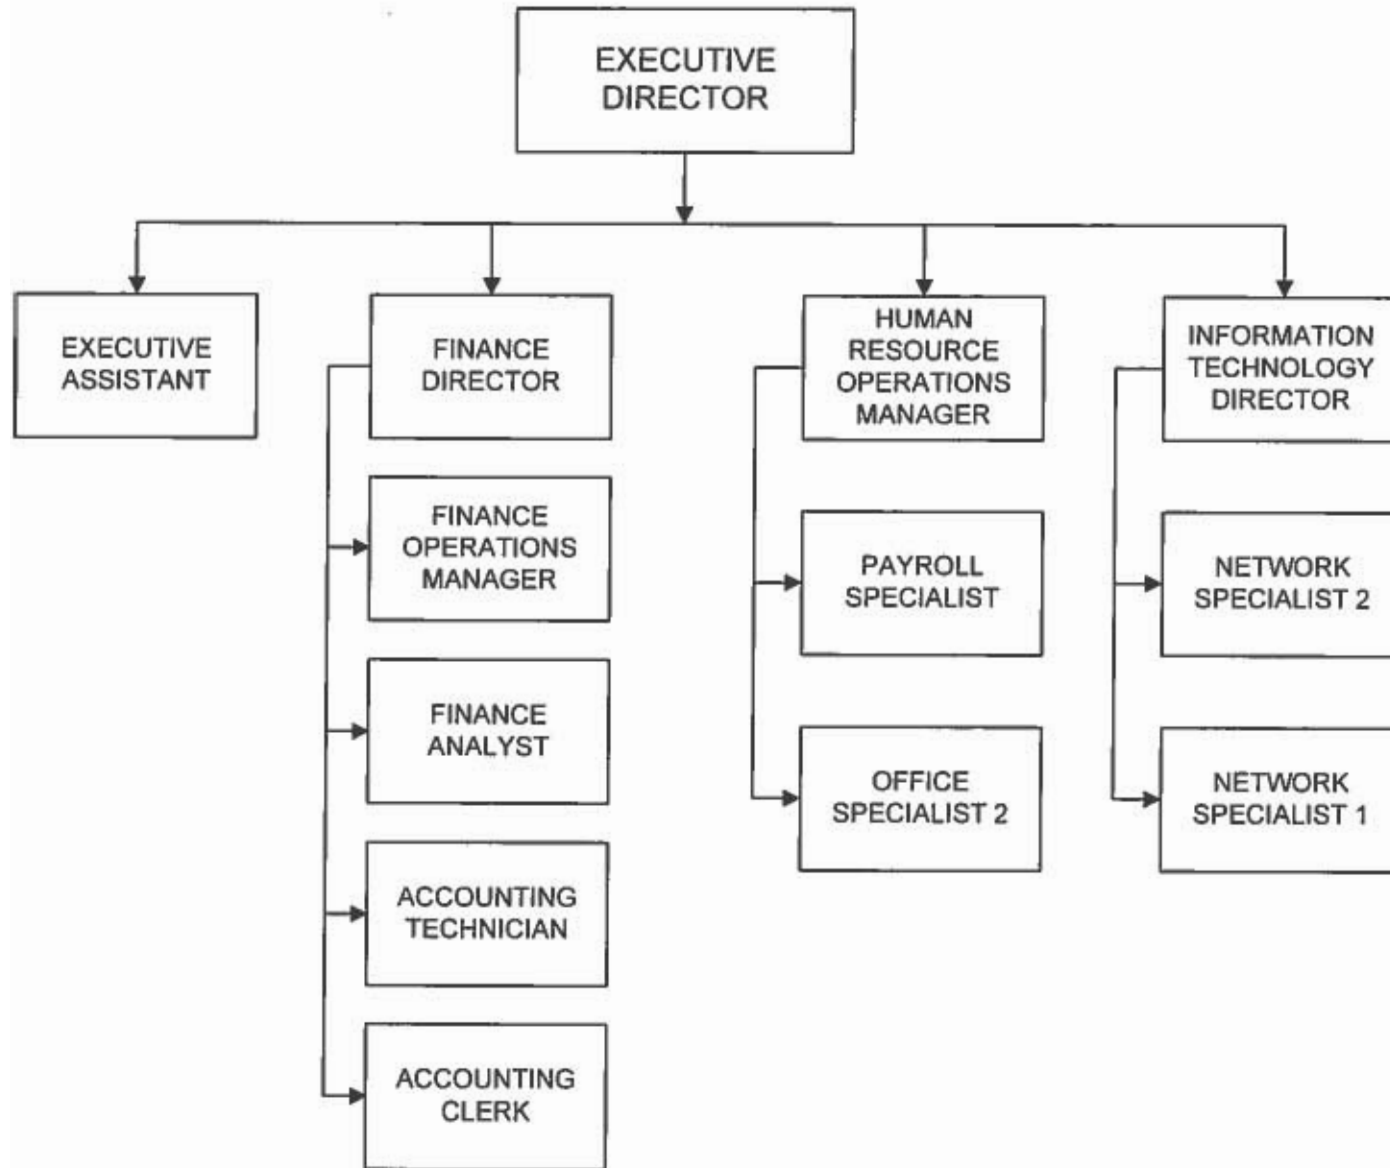 EXECUTIVE
DIRECTOR
EXECUTIVE
ASSISTANT
FINANCE
DIRECTOR
HUMAN
RESOURCE
OPERATIONS
MANAGER
INFORMATION
TECHNOLOGY
DIRECTOR
FINANCE
OPERATIONS
MANAGER
PAYROLL
SPECIALIST
NETWORK
SPECIALIST 2
FINANCE
ANALYST
OFFICE
SPECIALIST 2
NETWORK
SPECIALIST 1
ACCOUNTING
TECHNICIAN
ACCOUNTING
CLERK